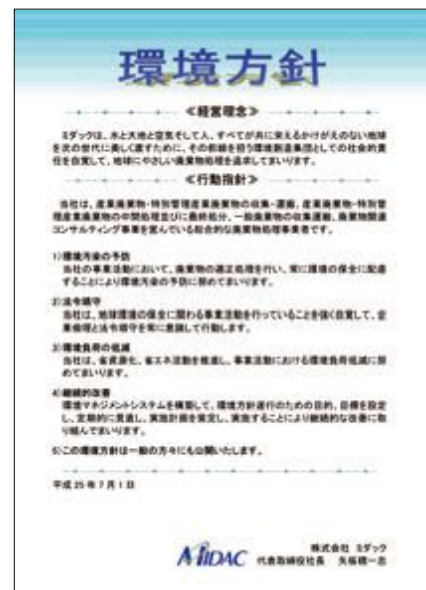 環境方針
≪経営理念≫
ミダックは、水と大地と空気そして人、すべてが共に栄えるかけがえのない地球
を次の世代に美しく渡すために、その前線を担う環境創造集団としての社会的責
任を自覚して、地球にやさしい廃棄物処理を追求してまいります。
≪行動指針≫
当社は、産業廃棄物・特別管理産業廃棄物の収集・運搬、産業廃棄物・特別管
理産業廃棄物の中間処理並びに最終処分、一般廃棄物の収集運搬、廃棄物関連
コンサルティング事業を営んでいる総合的な廃棄物処理事業者です。
1)環境汚染の予防
当社の事業活動において、廃棄物の適正処理を行い、常に環境の保全に配慮
することにより環境汚染の予防に努めてまいります。
2)法令順守
当社は、地球環境の保全に関わる事業活動を行っていることを強く自覚して、企
業倫理と法令順守を常に意識して行動します。
3)環境負荷の低減
当社は、省資源化、省エネ活動を推進し、事業活動における環境負荷低減に努
めてまいります。
4)継続的改善
環境マネジメントシステムを構築して、環境方針遂行のための目的、目標を設定
し、定期的に見直し、実施計画を策定し、実施することにより継続的な改善に取
り組んでまいります。
5)この環境方針は一般の方々にも公開いたします。
平成25年7月1日
株式会社 ミダック
MIDAC 代表取締役社長 矢板橋一志